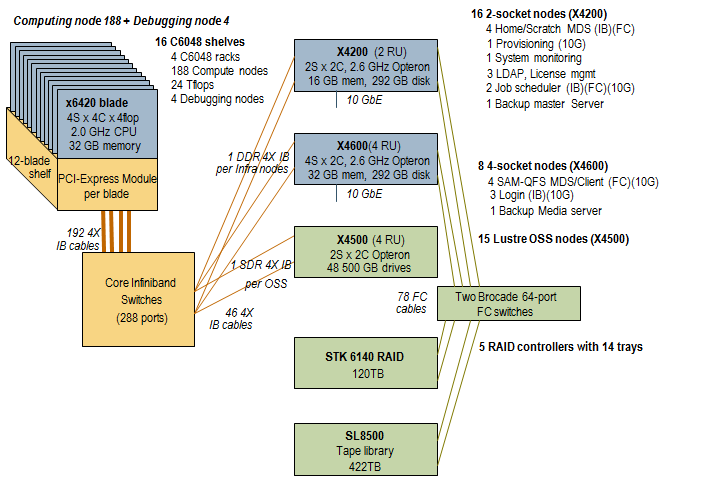 Computing node 188 + Debugging node 4
16 C6048 shelves
4 C6048 racks
188 Compute nodes
24 Tflops
4 Debugging nodes
x6420 blade
4S x 4C x 4flop
2.0 GHz CPU
32 GB memory
12-blade
shelf
PCI-Express Module
per blade
192 4X
IB cables
Core Infiniband
Switches
(288 ports)
1 DDR 4X IB
per Infra nodes
1 SDR 4X IB
per OSS
46 4X
IB cables
X4200 (2 RU)
2S x 2C, 2.6 GHz Opteron
16 GB mem, 292 GB disk
10 GbE
X4600(4 RU)
4S x 2C, 2.6 GHz Opteron
32 GB mem, 292 GB disk
10 GbE
X4500 (4 RU)
2S x 2C Opteron
48 500 GB drives
78 FC
cables
Two Brocade 64-port
FC switches
STK 6140 RAID
120TB
SL8500
Tape library
422TB
16 2-socket nodes (X4200)
4 Home/Scratch MDS (IB)(FC)
1 Provisioning (10G)
1 System monitoring
3 LDAP, License mgmt
2 Job scheduler (IB)(FC)(10G)
1 Backup master Server
8 4-socket nodes (X4600)
4 SAM-QFS MDS/Client (FC)(10G)
3 Login (IB)(10G)
1 Backup Media server
15 Lustre OSS nodes (X4500)
5 RAID controllers with 14 trays